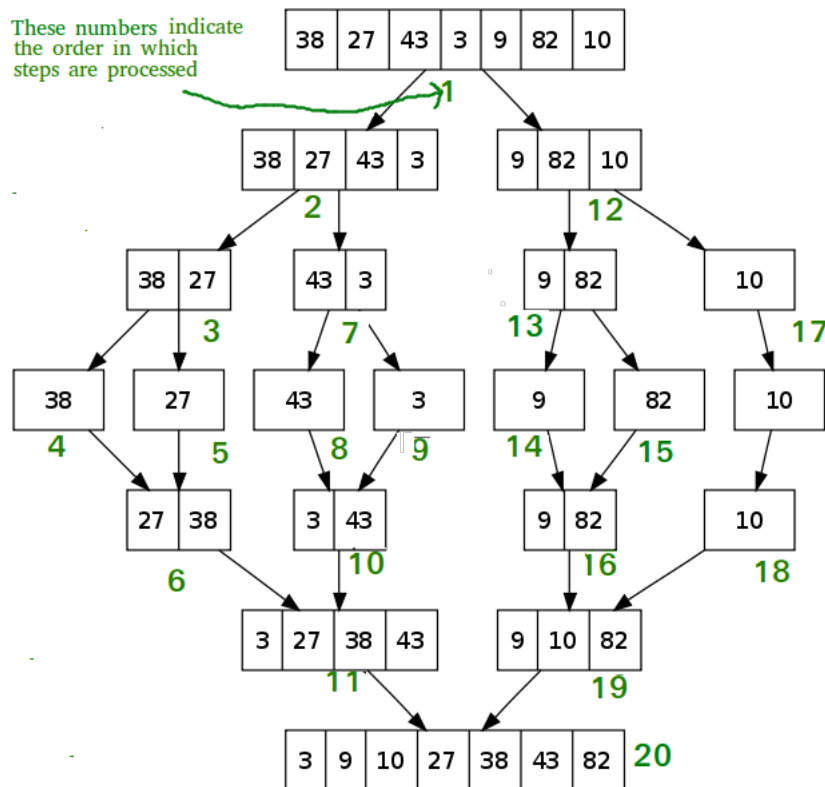 These numbers indicate
the order in which
steps are processed
38 27 43 3 9 82 10
1
38 27 43 3 9 82 10
2 12
38 27 43 3 9 82 10
3 7 13 17
38 27 43 3 9 82 10
4 5 8 9 14 15
27 38 3 43 9 82 10
6 10 16 18
3 27 38 43 9 10 82
11 19
3 9 10 27 38 43 82 20